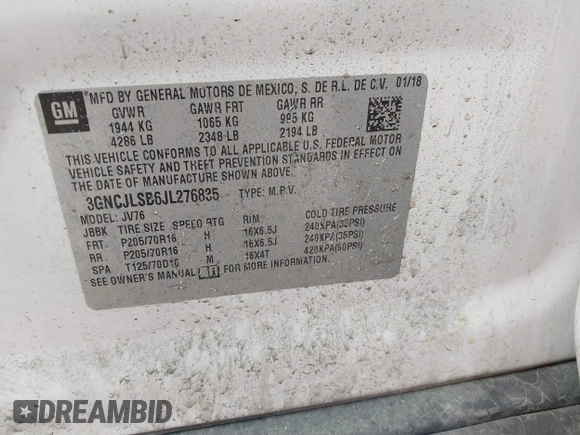 GM
MFD BY GENERAL MOTORS DE MEXICO, S. DE R.L. DE C.V. 01/18
GVWR GAWR FRT GAWR RR
1944 KG 1065 KG 995 KG
4286 LB 2348 LB 2194 LB
THIS VEHICLE CONFORMS TO ALL APPLICABLE U.S. FEDERAL MOTOR
VEHICLE SAFETY AND THEFT PREVENTION STANDARDS IN EFFECT ON
THE DATE OF MANUFACTURE SHOWN ABOVE.
3GNCJLSB6JL276835 TYPE: M.P.V.
MODEL: JV76
JBBK TIRE SIZE SPEED RTG RIM COLD TIRE PRESSURE
FRT P205/70R16 H 16X6.5J 240KPA(35PSI)
RR P205/70R16 H 16X6.5J 240KPA(35PSI)
SPA T125/70D16 M 16X4T 420KPA(60PSI)
SEE OWNER'S MANUAL FOR MORE INFORMATION.
DREAMBID